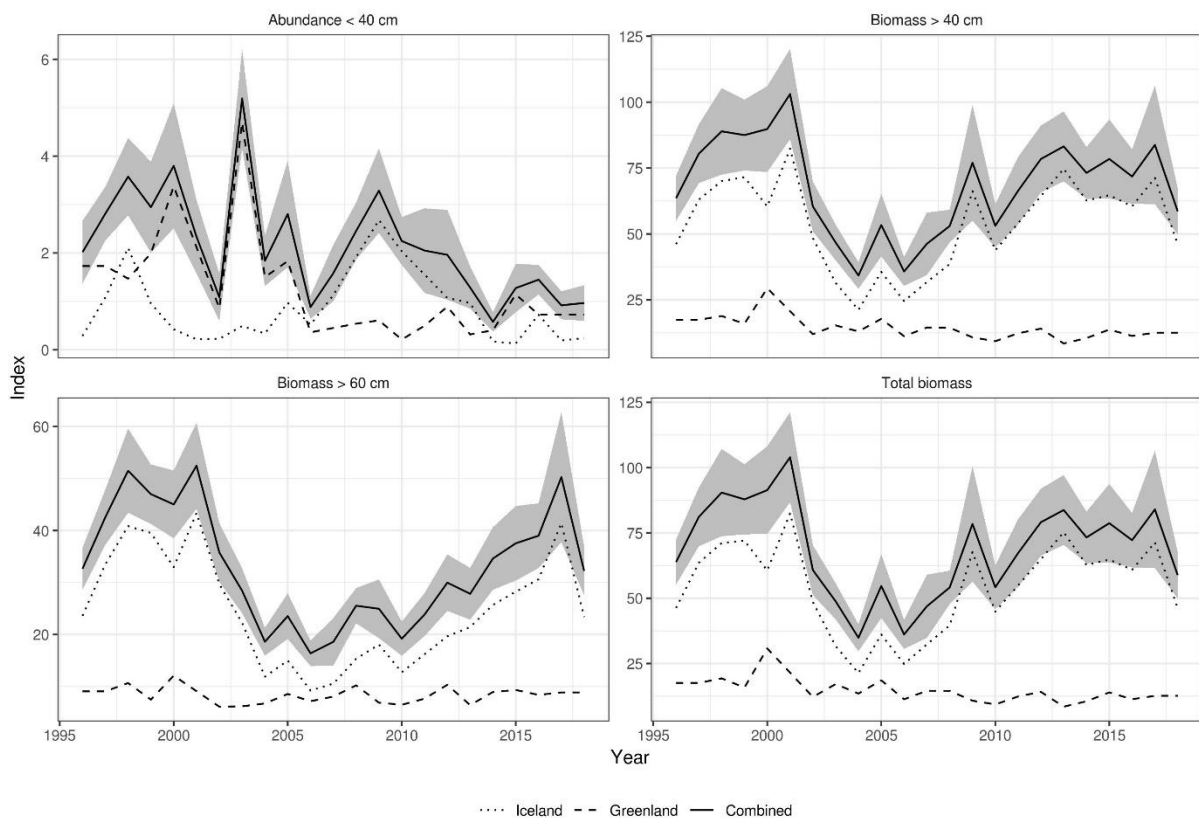 Abundance < 40 cm
Biomass > 40 cm
6
4
2
0
125
100
75
50
25
Index
Biomass > 60 cm
Total biomass
60
40
20
125
100
75
50
25
1995 2000 2005 2010 2015
1995 2000 2005 2010 2015
Year
Iceland Greenland Combined